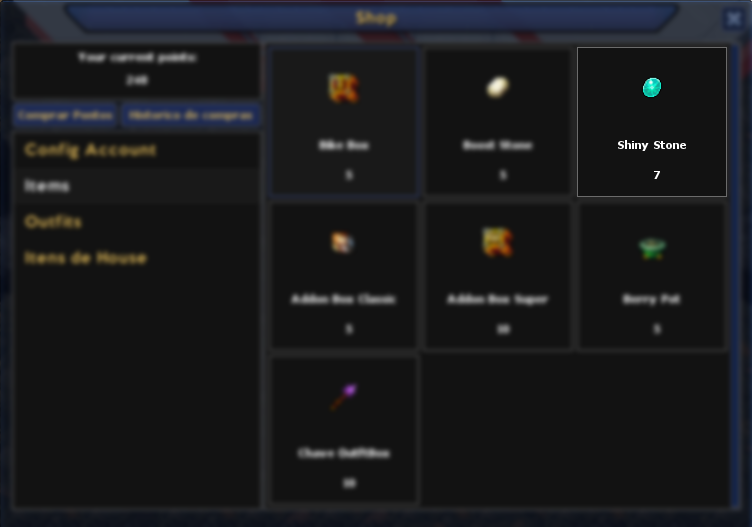 Shop
Your current points:
248
Comprar Pontos
Historico de compras
Config Account
Items
Outfits
Itens de House
Bike Box
5
Boost Stone
5
Shiny Stone
7
Addon Box Classic
5
Addon Box Super
10
Berry Pot
5
Chave OutfitBox
10